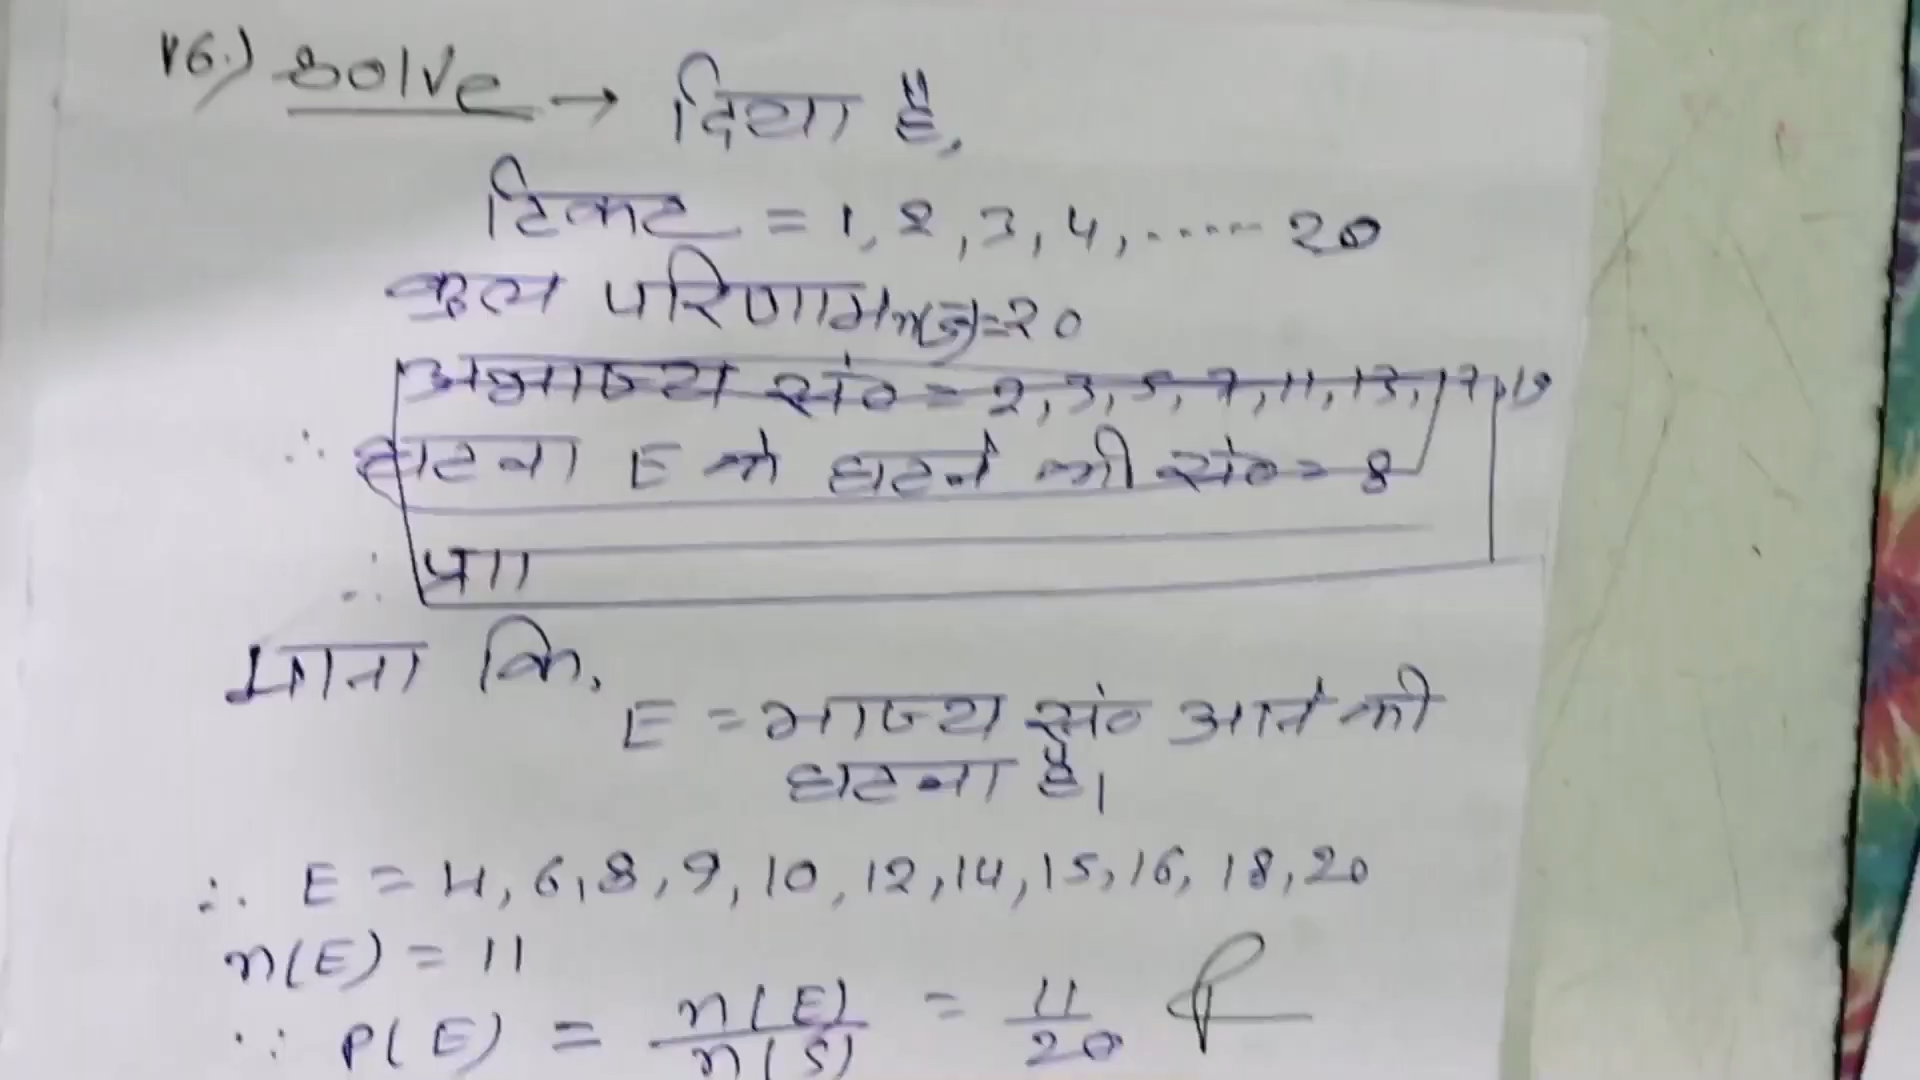 16.) Solve → दिया है,
टिकट = 1, 2, 3, 4, ..... 20
कुल परिणाम n(S)=20
अभाज्य सं० = 2, 3, 5, 7, 11, 13, 17, 19
∴ घटना E के घटने की सं० = 8
∴ प्रा
माना कि,
E = भाज्य सं० आने की
घटना है।
∴ E = 4, 6, 8, 9, 10, 12, 14, 15, 16, 18, 20
n(E) = 11
∵ P(E) = n(E)/n(S) = 11/20